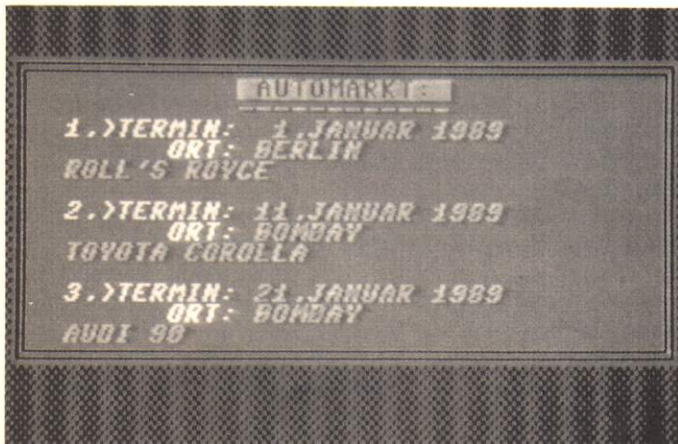 AUTOMARKT:
1.>TERMIN: 1.JANUAR 1989
ORT: BERLIN
ROLL'S ROYCE
2.>TERMIN: 11.JANUAR 1989
ORT: BOMBAY
TOYOTA COROLLA
3.>TERMIN: 21.JANUAR 1989
ORT: BOMBAY
AUDI 90